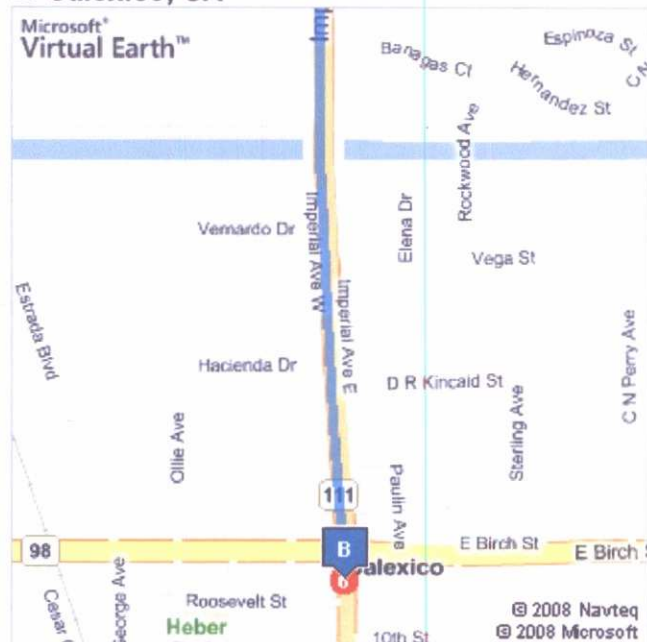 Microsoft®
Virtual Earth™
Banagas Ct
Espinoza St
Hernandez St
C N
Rockwood Ave
Vernardo Dr
Imperial Ave W
Elena Dr
Vega St
Estrada Blvd
Imperial Ave E
Hacienda Dr
D R Kincaid St
C N Perry Ave
Ollie Ave
Sterling Ave
111
Paulin Ave
98
B
E Birch St
E Birch
alexico
6
George Ave
Roosevelt St
Cesar
Heber
10th St
© 2008 Navteq
© 2008 Microsoft